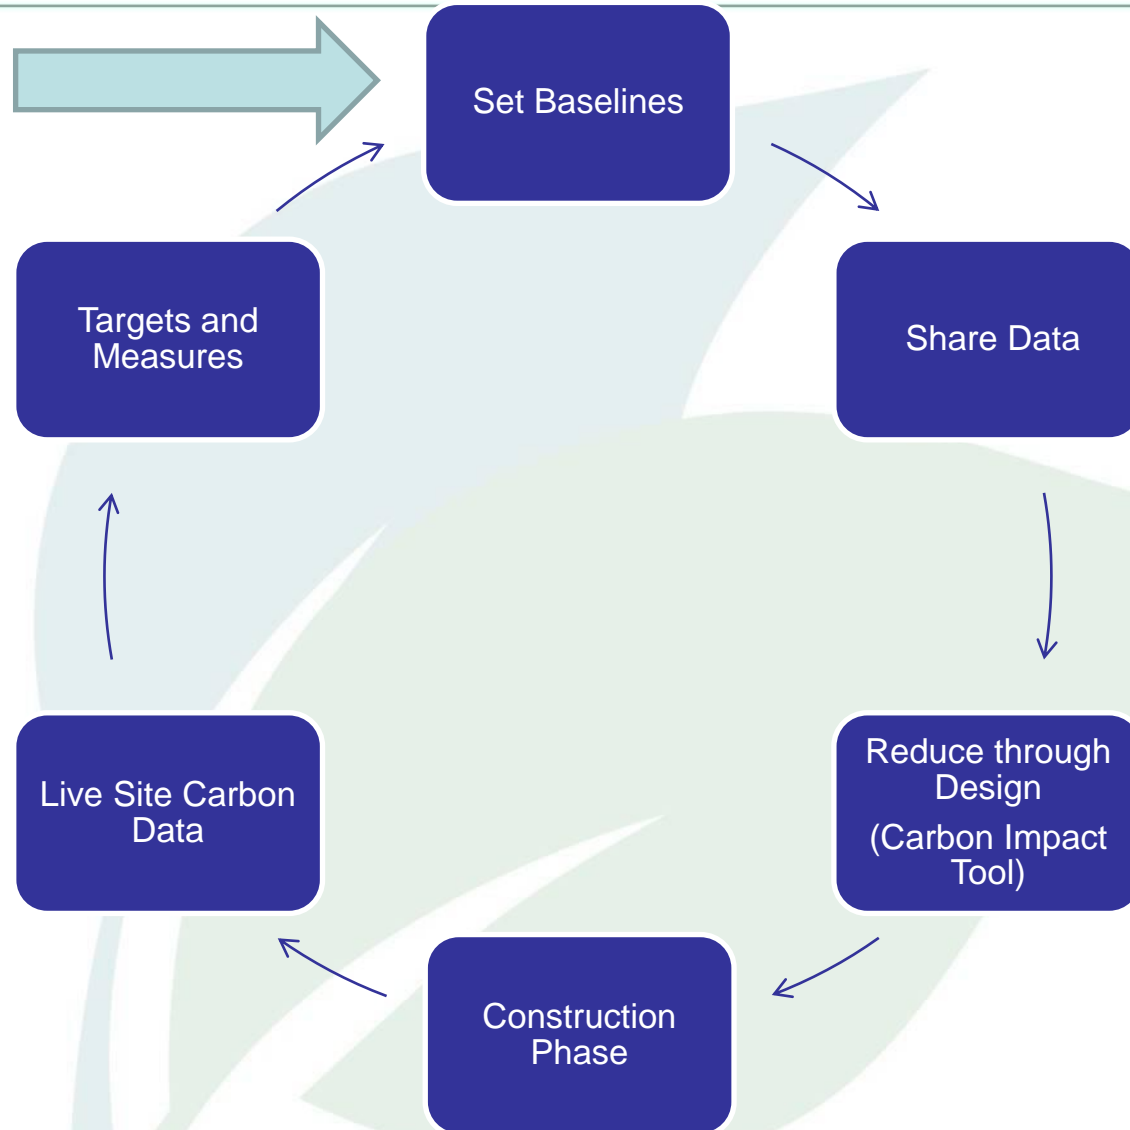 Set Baselines
Share Data
Reduce through
Design
(Carbon Impact
Tool)
Construction
Phase
Live Site Carbon
Data
Targets and
Measures